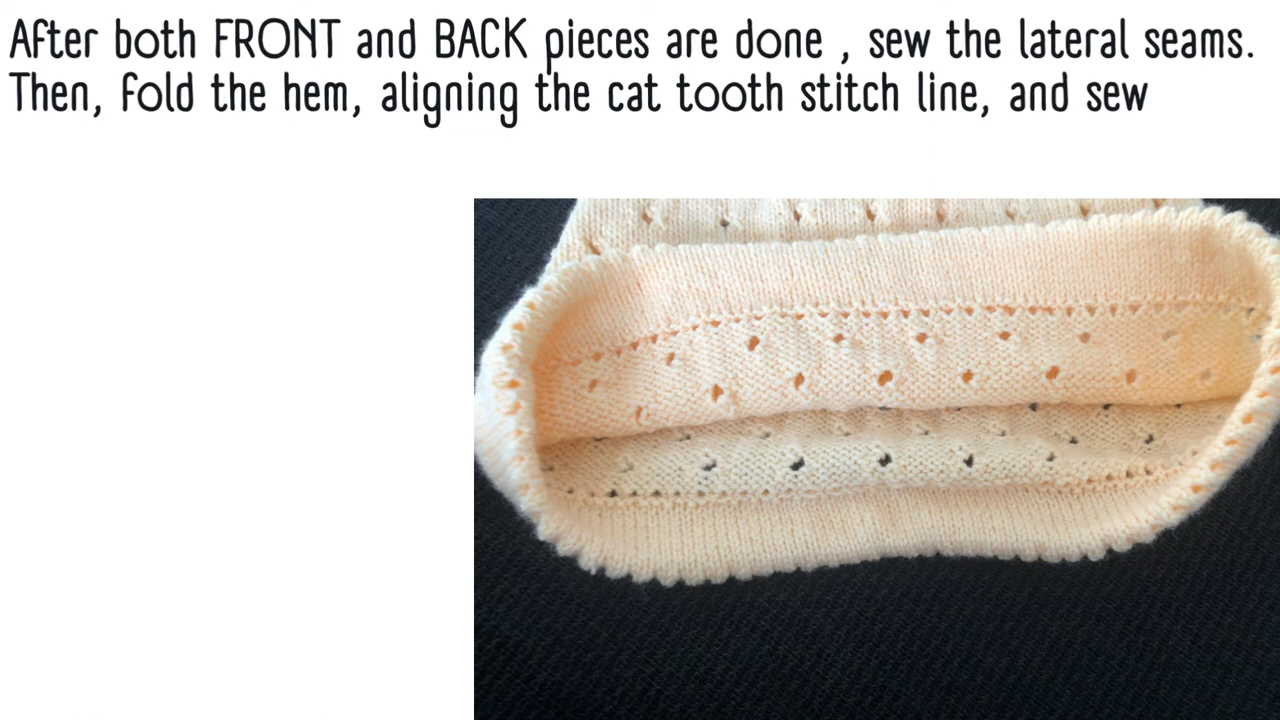 After both FRONT and BACK pieces are done , sew the lateral seams.
Then, fold the hem, aligning the cat tooth stitch line, and sew